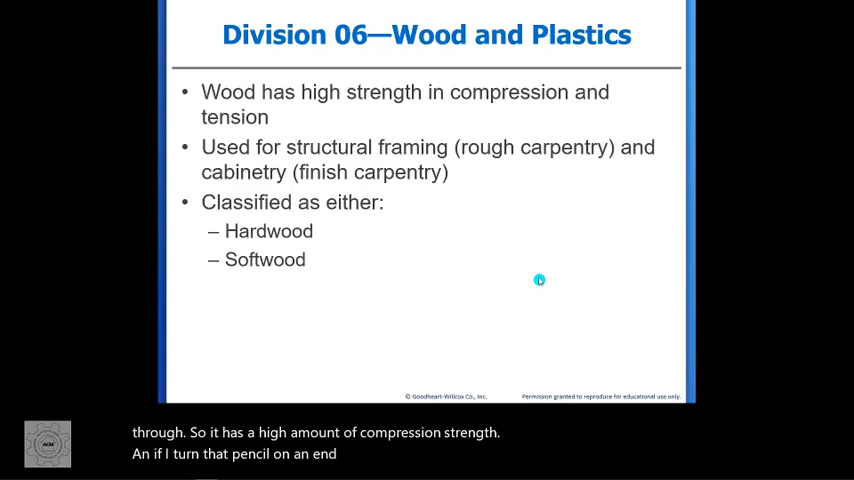 Division 06—Wood and Plastics
• Wood has high strength in compression and
tension
• Used for structural framing (rough carpentry) and
cabinetry (finish carpentry)
• Classified as either:
– Hardwood
– Softwood
© Goodheart-Willcox Co., Inc. Permission granted to reproduce for educational use only.
through. So it has a high amount of compression strength.
An if I turn that pencil on an end
ACM